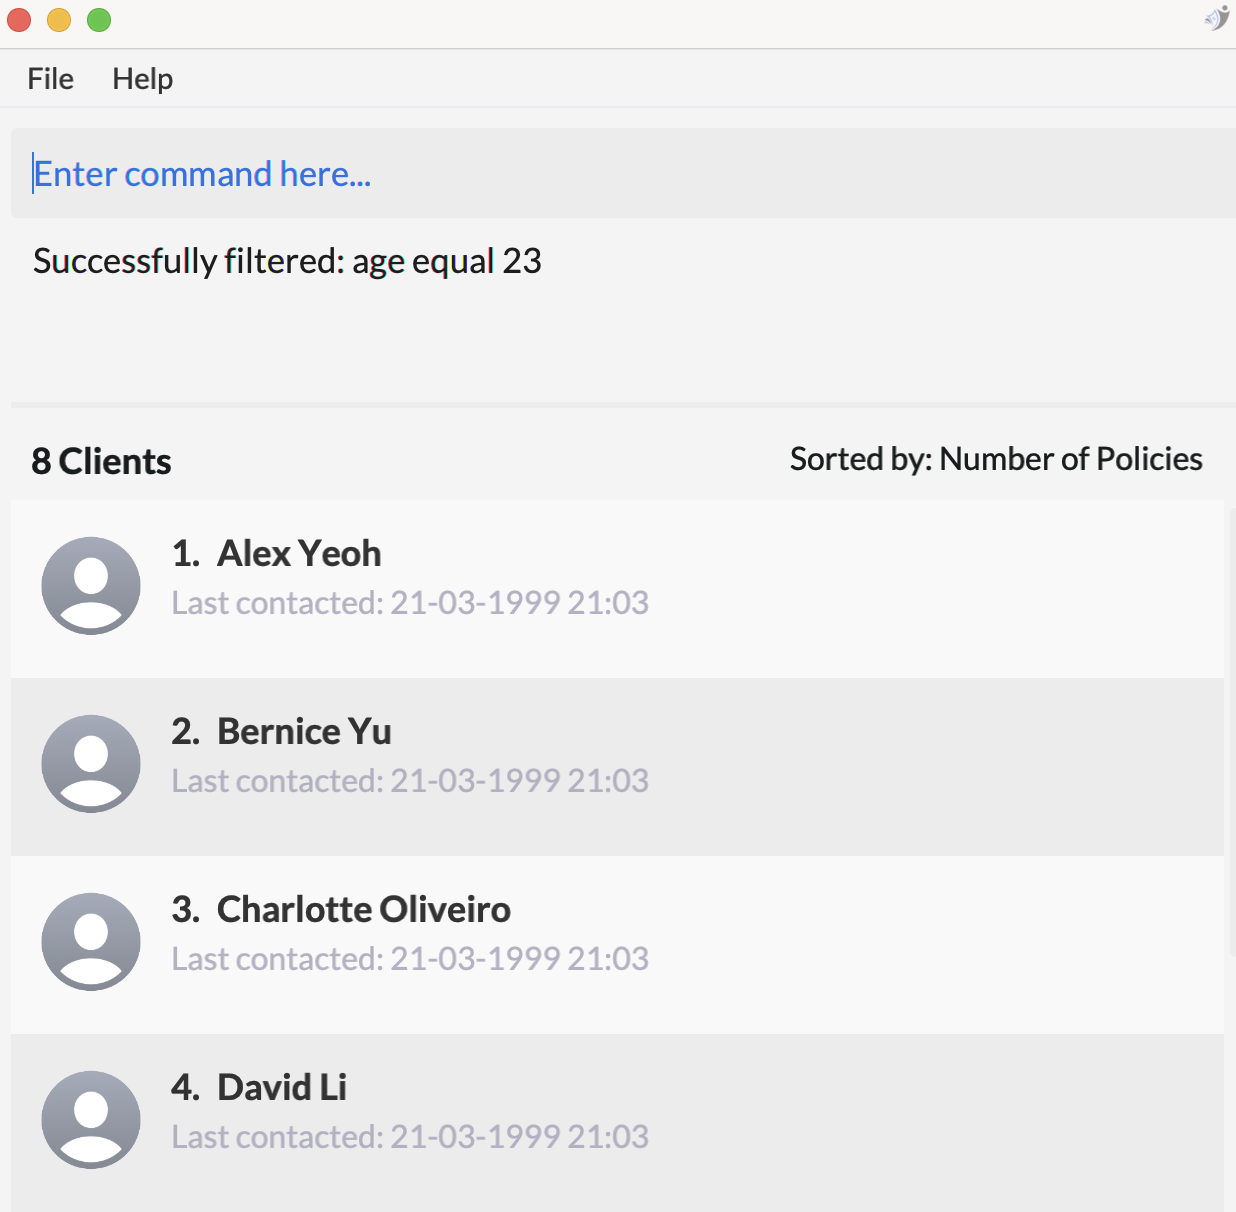 File Help
Enter command here...
Successfully filtered: age equal 23
8 Clients Sorted by: Number of Policies
1. Alex Yeoh
Last contacted: 21-03-1999 21:03
2. Bernice Yu
Last contacted: 21-03-1999 21:03
3. Charlotte Oliveiro
Last contacted: 21-03-1999 21:03
4. David Li
Last contacted: 21-03-1999 21:03